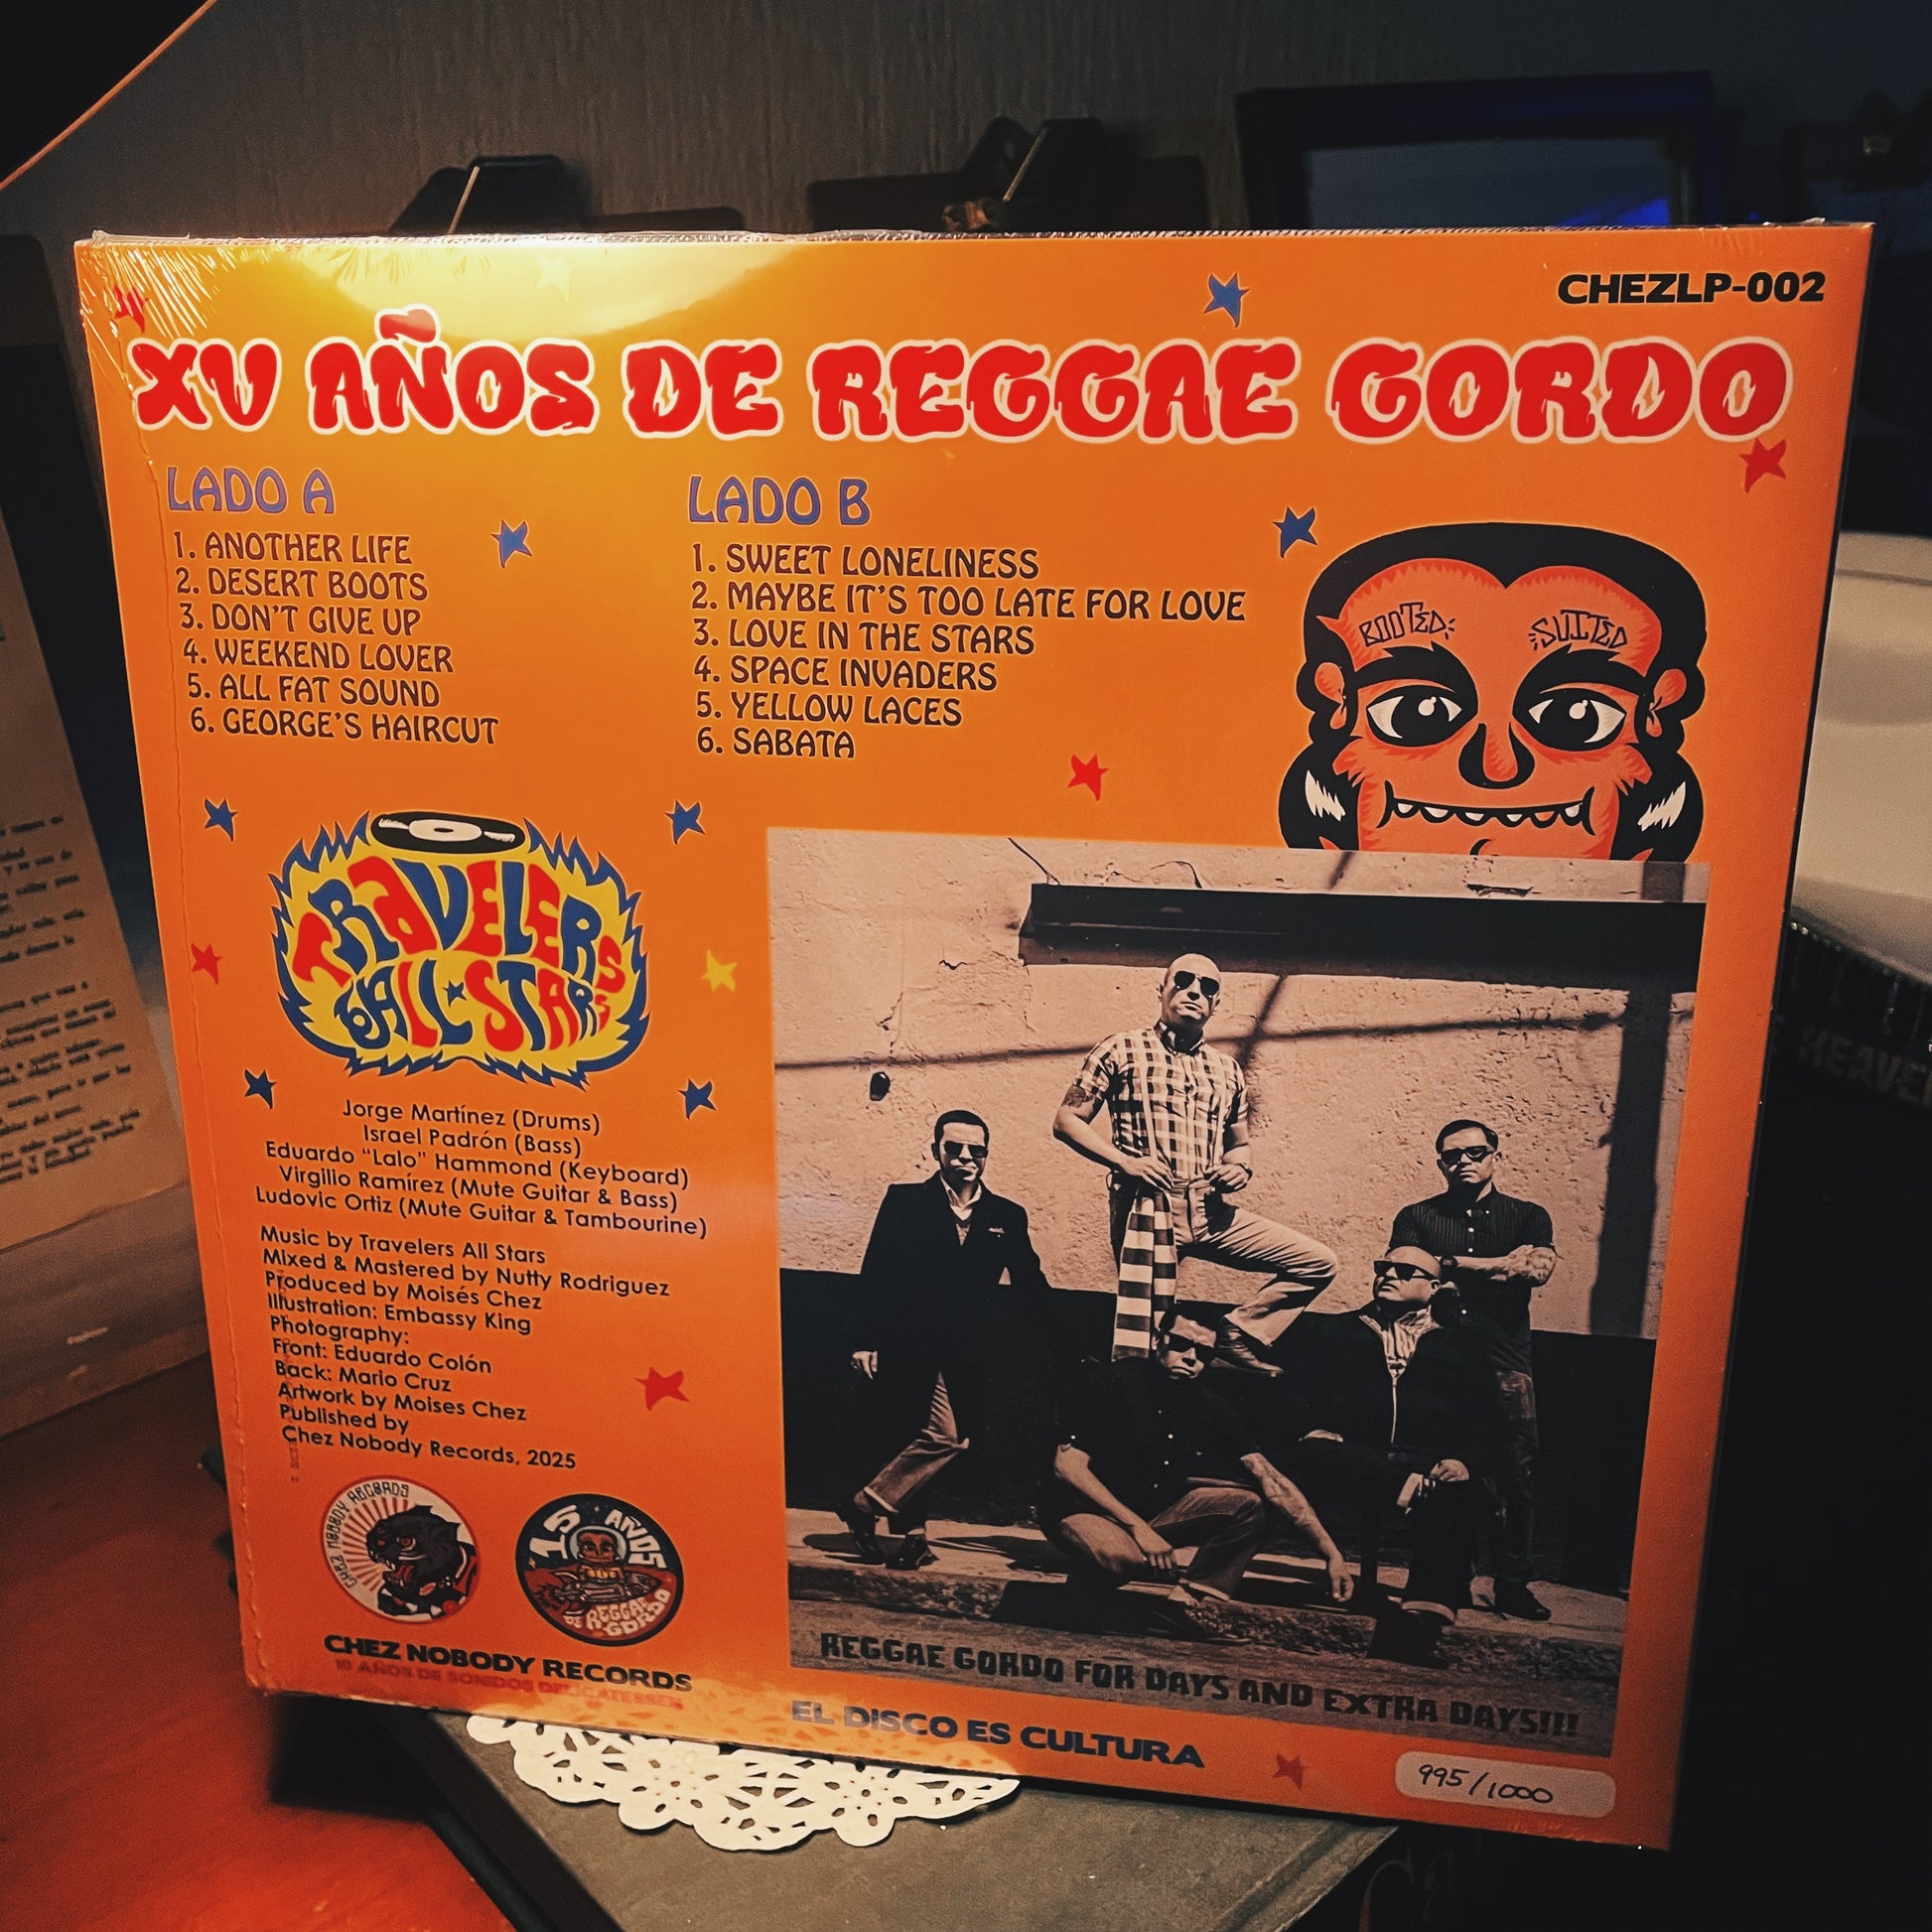 CHEZLP-002
XV AÑOS DE REGGAE GORDO
LADO A
1. ANOTHER LIFE
2. DESERT BOOTS
3. DON'T GIVE UP
4. WEEKEND LOVER
5. ALL FAT SOUND
6. GEORGE'S HAIRCUT
LADO B
1. SWEET LONELINESS
2. MAYBE IT'S TOO LATE FOR LOVE
3. LOVE IN THE STARS
4. SPACE INVADERS
5. YELLOW LACES
6. SABATA
BOOTED SUITED
TRAVELERS
ALL STARS
Jorge Martínez (Drums)
Israel Padrón (Bass)
Eduardo "Lalo" Hammond (Keyboard)
Virgilio Ramírez (Mute Guitar & Bass)
Ludovic Ortiz (Mute Guitar & Tambourine)
Music by Travelers All Stars
Mixed & Mastered by Nutty Rodriguez
Produced by Moisés Chez
Illustration: Embassy King
Photography:
Front: Eduardo Colón
Back: Mario Cruz
Artwork by Moises Chez
Published by
Chez Nobody Records, 2025
CHEZ NOBODY RECORDS
15 AÑOS
DE REGGAE
GORDO
CHEZ NOBODY RECORDS
10 AÑOS DE SONIDOS DELICATESSEN
REGGAE GORDO FOR DAYS AND EXTRA DAYS!!!!
EL DISCO ES CULTURA
995/1000
HEAVEN